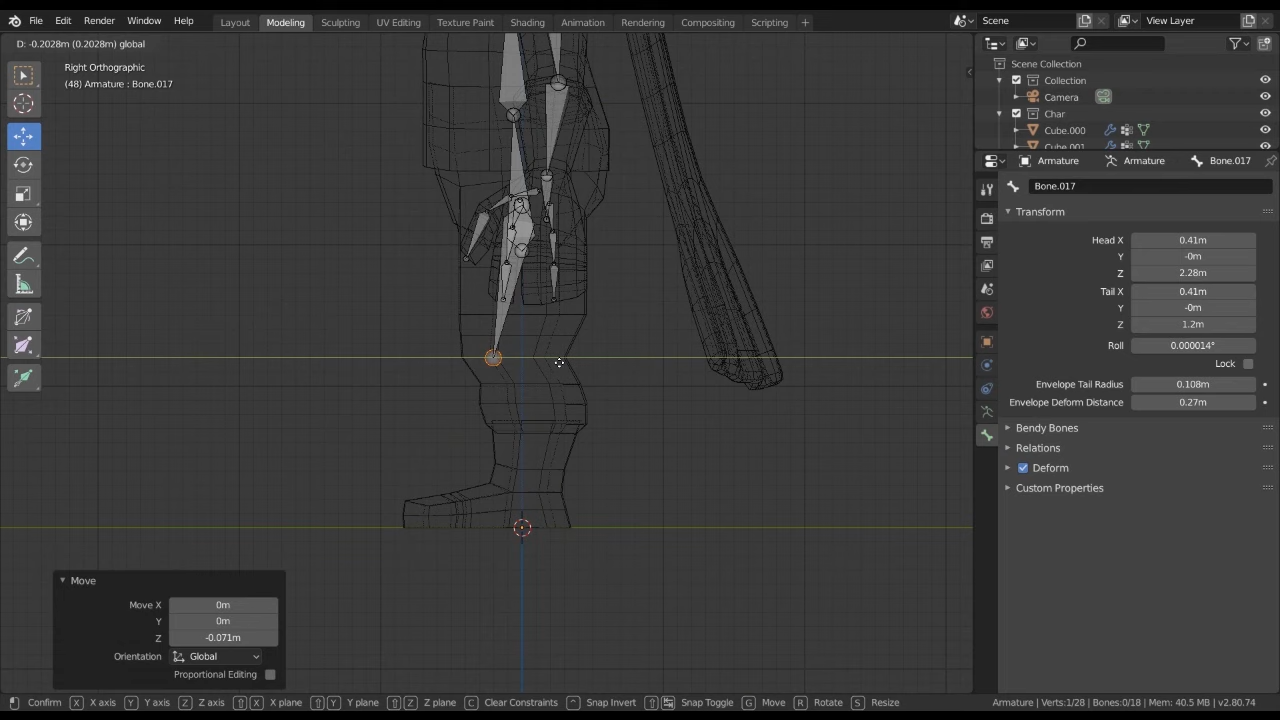 File Edit Render Window Help Layout Modeling Sculpting UV Editing Texture Paint Shading Animation Rendering Compositing Scripting + Scene View Layer
D: -0.2028m (0.2028m) global
Right Orthographic
(48) Armature : Bone.017
Scene Collection
Collection
Camera
Char
Cube.000
Cube.001
Armature Armature Bone.017
Bone.017
Transform
Head X 0.41m
Y -0m
Z 2.28m
Tail X 0.41m
Y -0m
Z 1.2m
Roll 0.000014°
Lock
Envelope Tail Radius 0.108m
Envelope Deform Distance 0.27m
Bendy Bones
Relations
Deform
Custom Properties
Move
Move X 0m
Y 0m
Z -0.071m
Orientation Global
Proportional Editing
Confirm X X axis Y Y axis Z Z axis X X plane Y Y plane Z Z plane C Clear Constraints Snap Invert Snap Toggle G Move R Rotate S Resize Armature | Verts:1/28 | Bones:0/18 | Mem: 40.5 MB | v2.80.74